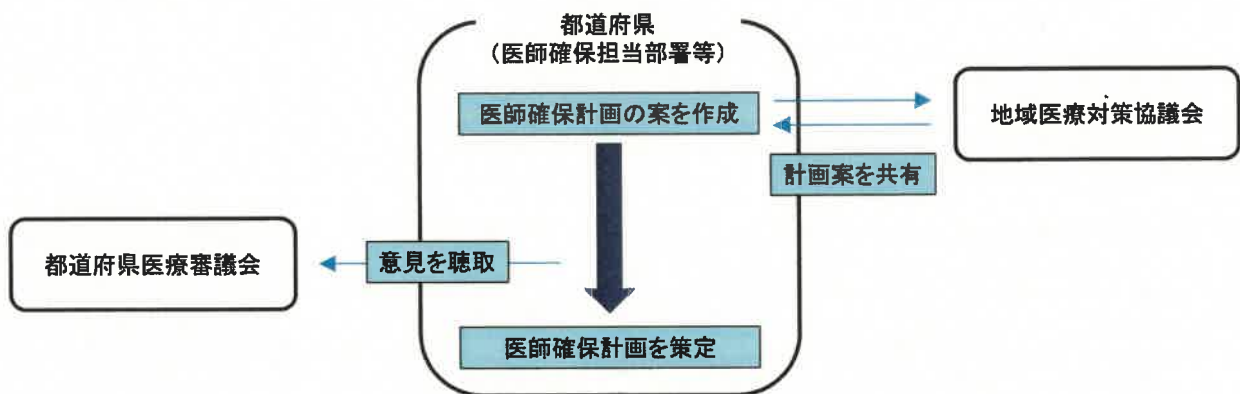 都道府県
（医師確保担当部署等）
医師確保計画の案を作成
地域医療対策協議会
計画案を共有
都道府県医療審議会
意見を聴取
医師確保計画を策定